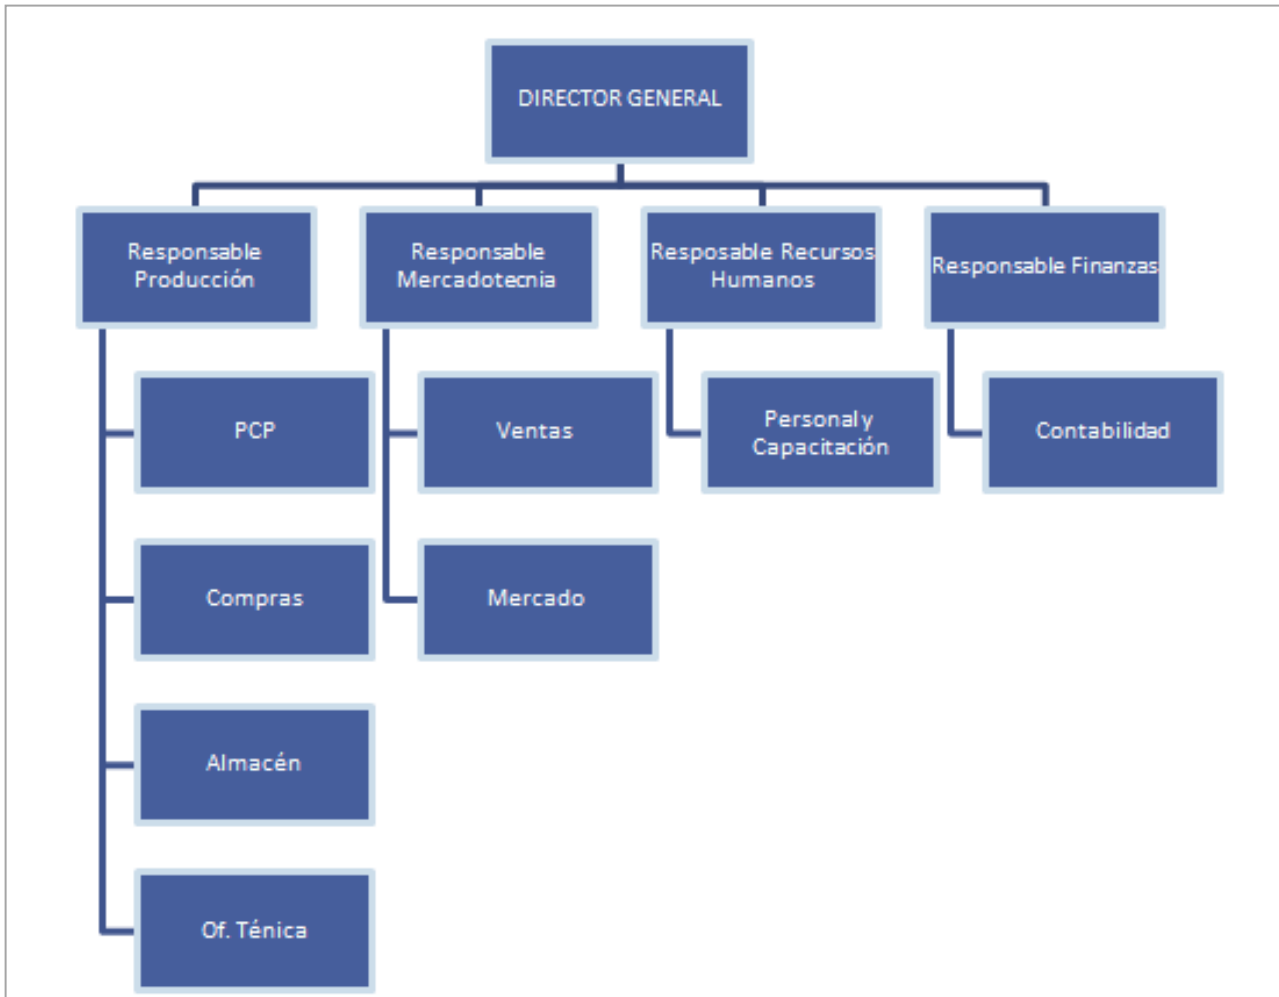 DIRECTOR GENERAL
Responsable
Producción
Responsable
Mercadotecnia
Resposable Recursos
Humanos
Responsable Finanzas
PCP
Ventas
Personal y
Capacitación
Contabilidad
Compras
Mercado
Almacén
Of. Ténica